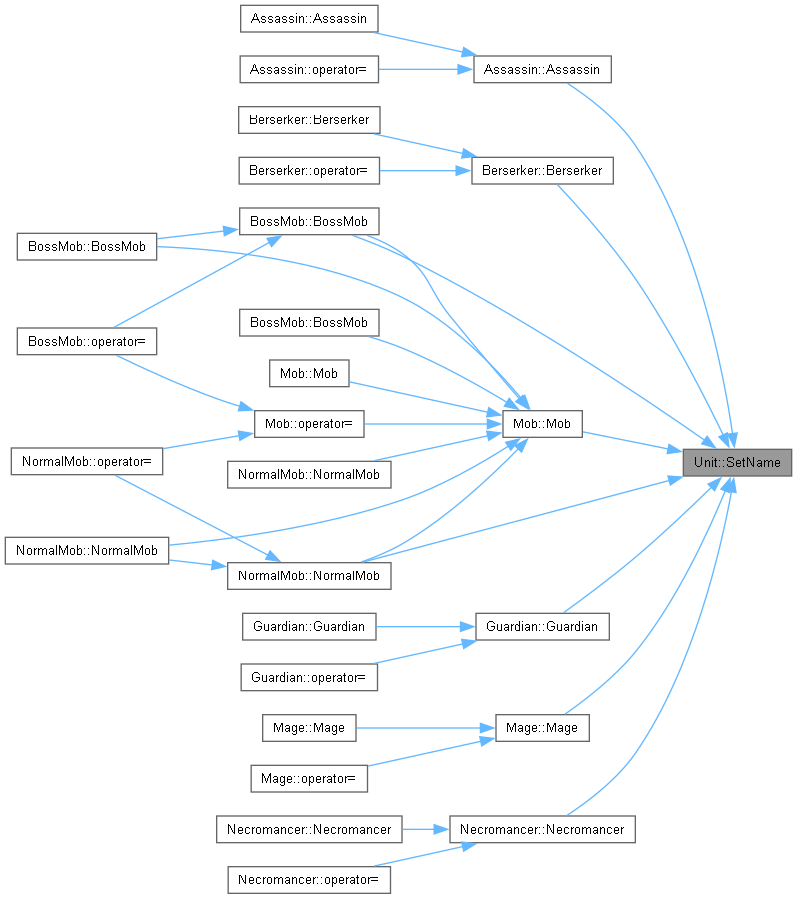 Assassin::Assassin
Assassin::operator=
Assassin::Assassin
Berserker::Berserker
Berserker::operator=
Berserker::Berserker
BossMob::BossMob
BossMob::BossMob
BossMob::BossMob
BossMob::operator=
Mob::Mob
Mob::operator=
Mob::Mob
NormalMob::operator=
Unit::SetName
NormalMob::NormalMob
NormalMob::NormalMob
NormalMob::NormalMob
Guardian::Guardian
Guardian::Guardian
Guardian::operator=
Mage::Mage
Mage::Mage
Mage::operator=
Necromancer::Necromancer
Necromancer::Necromancer
Necromancer::operator=